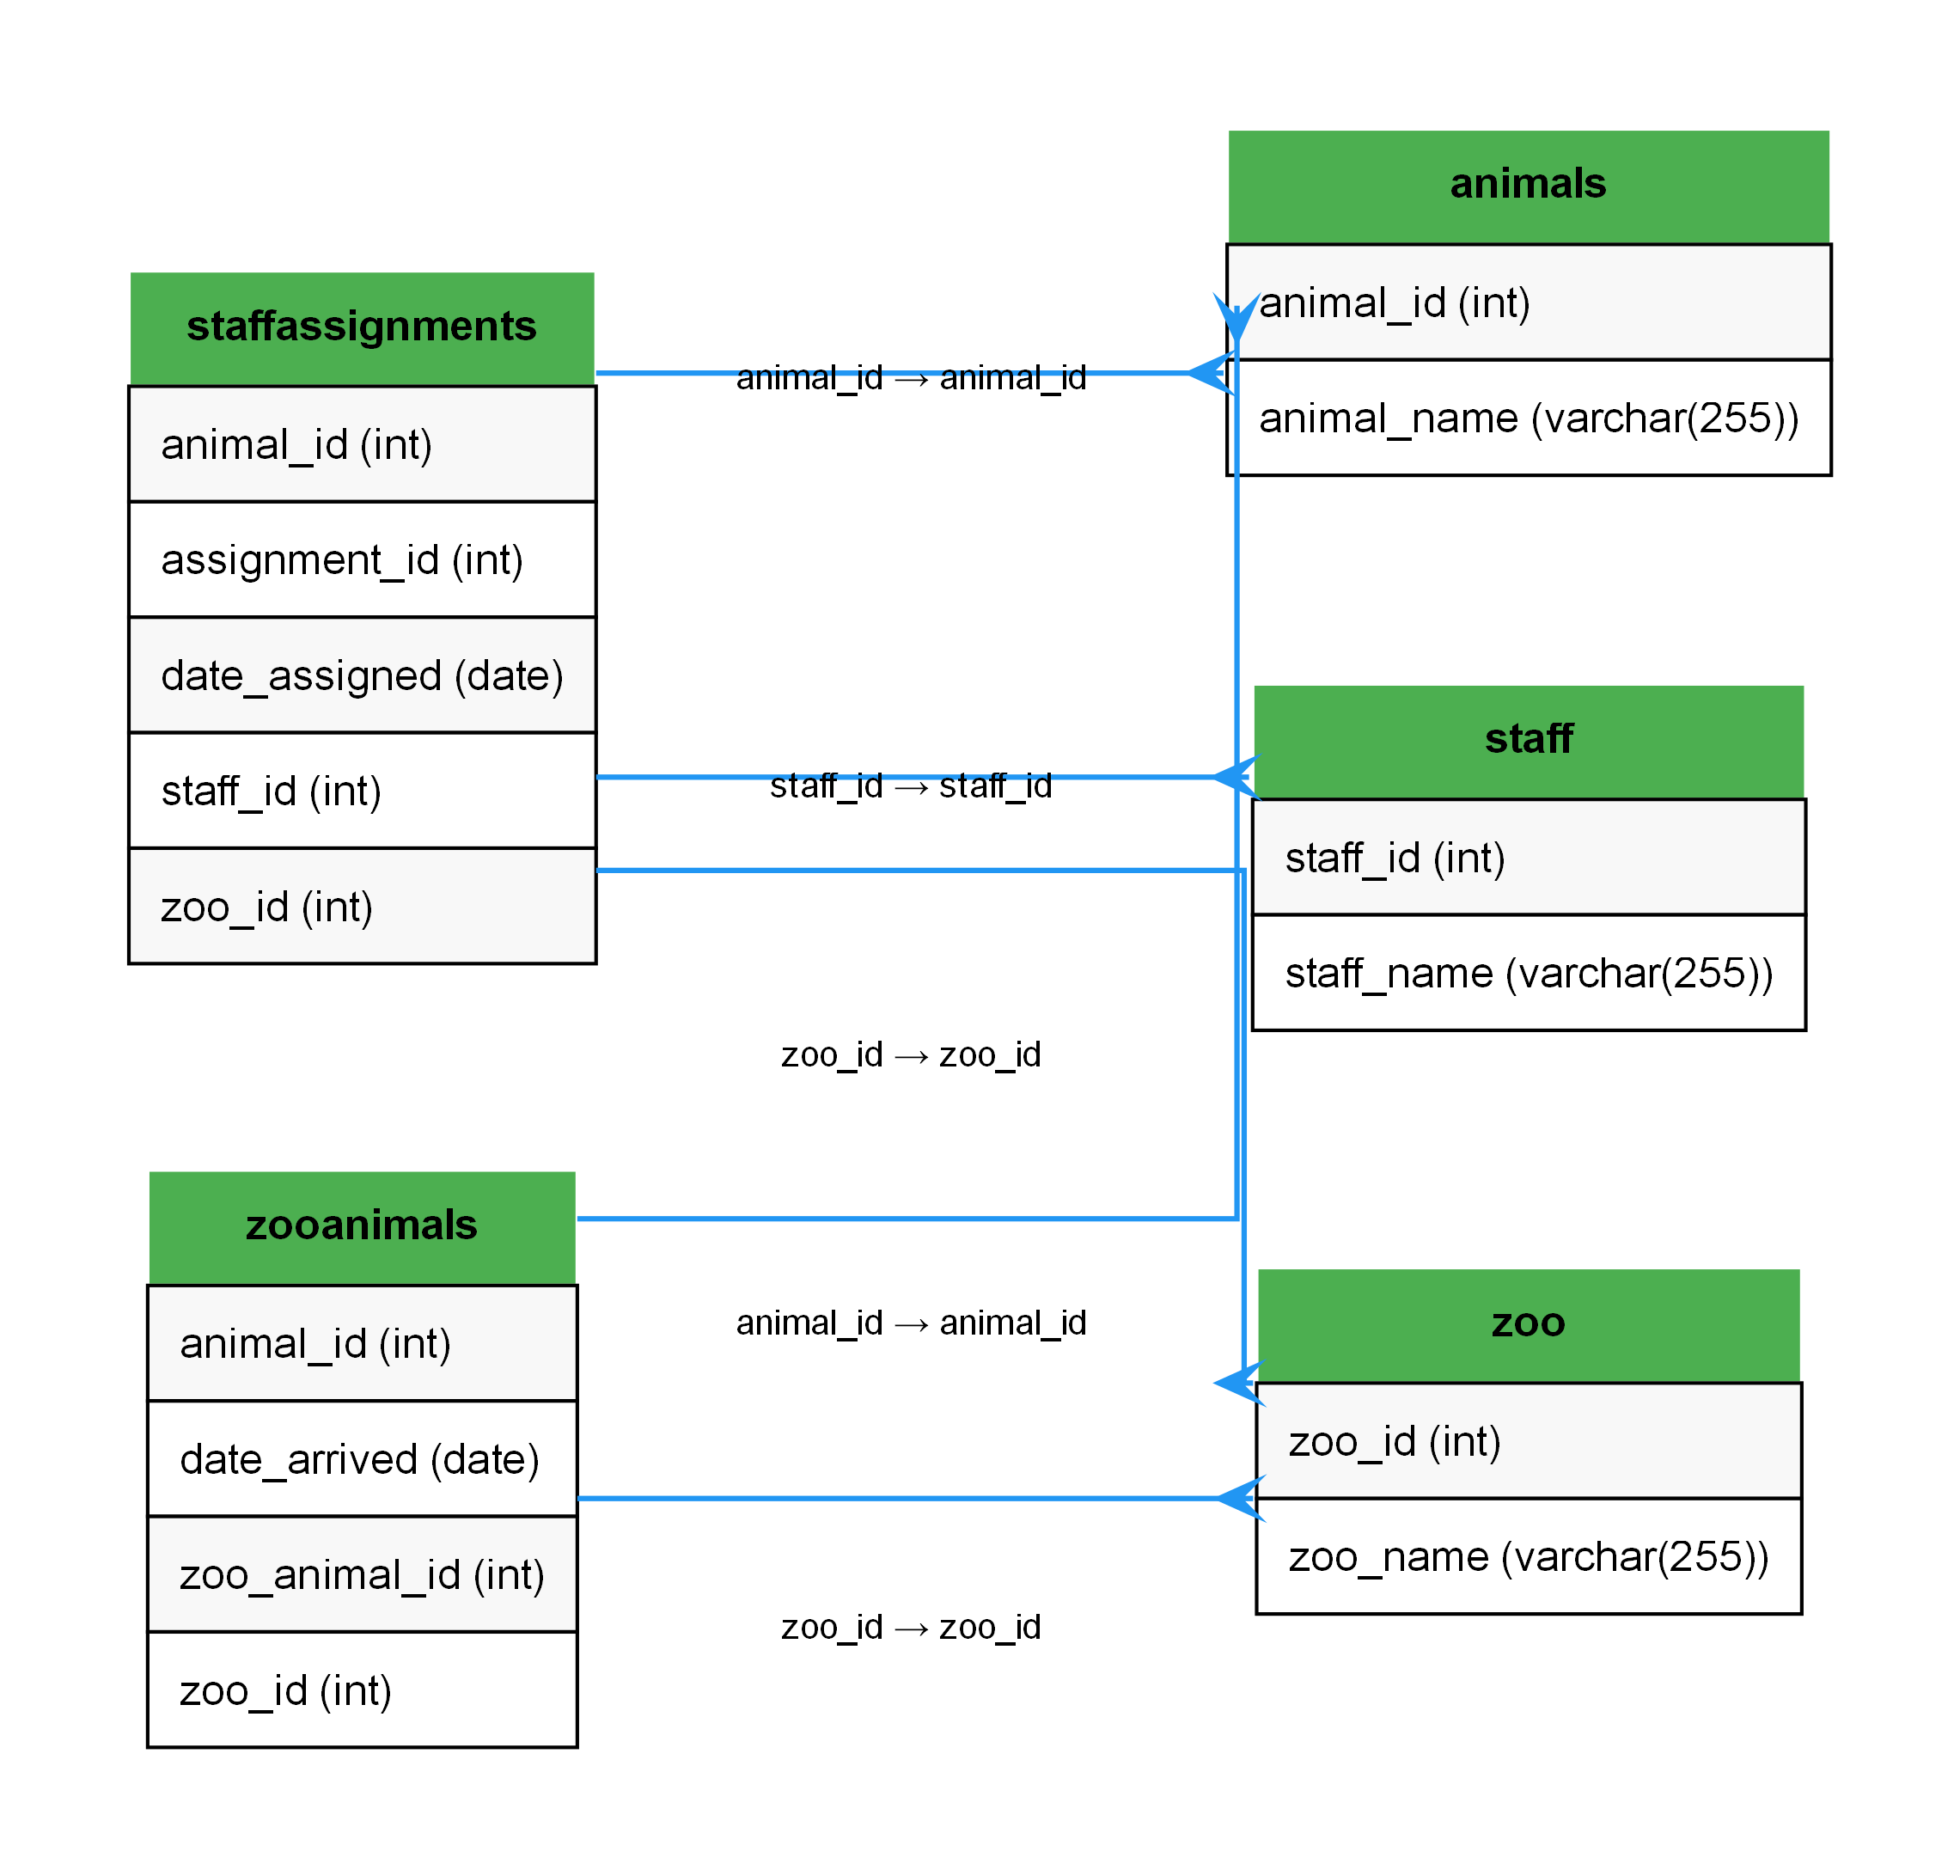 animals
animal_id (int)
animal_name (varchar(255))
staffassignments
animal_id (int)
assignment_id (int)
date_assigned (date)
staff_id (int)
zoo_id (int)
animal_id → animal_id
staff_id → staff_id
zoo_id → zoo_id
staff
staff_id (int)
staff_name (varchar(255))
zooanimals
animal_id (int)
date_arrived (date)
zoo_animal_id (int)
zoo_id (int)
animal_id → animal_id
zoo_id → zoo_id
zoo
zoo_id (int)
zoo_name (varchar(255))